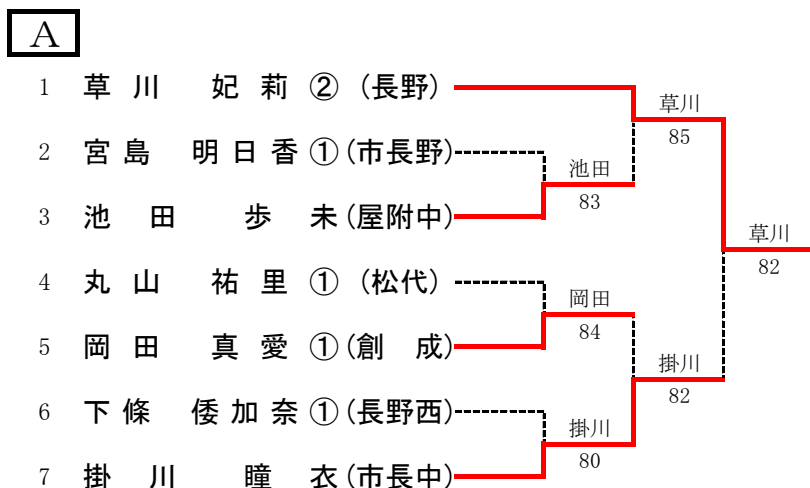 A
1 草川 妃莉 ② (長野)
草川
85
2 宮島 明日香 ① (市長野)
池田
83
3 池田 歩未 (屋附中)
草川
82
4 丸山 祐里 ① (松代)
岡田
84
5 岡田 真愛 ① (創 成)
掛川
82
6 下條 倭加奈 ① (長野西)
掛川
80
7 掛川 瞳衣 (市長中)